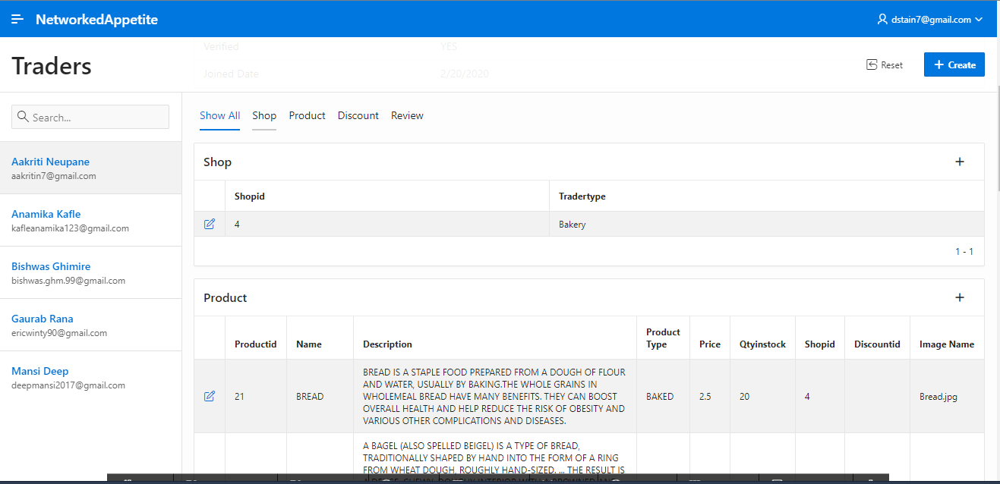 NetworkedAppetite
dstain7@gmail.com
Traders
Verified YES
Joined Date 2/20/2020
Reset
Create
Search...
Show All Shop Product Discount Review
Aakriti Neupane
aakritin7@gmail.com
Anamika Kafle
kafleanamika123@gmail.com
Bishwas Ghimire
bishwas.ghm.99@gmail.com
Gaurab Rana
ericwinty90@gmail.com
Mansi Deep
deepmansi2017@gmail.com
Shop
Shopid Tradertype
4 Bakery
1 - 1
Product
Productid Name Description Product Type Price Qtyinstock Shopid Discountid Image Name
21 BREAD
BREAD IS A STAPLE FOOD PREPARED FROM A DOUGH OF FLOUR
AND WATER, USUALLY BY BAKING.THE WHOLE GRAINS IN
WHOLEMEAL BREAD HAVE MANY BENEFITS. THEY CAN BOOST
OVERALL HEALTH AND HELP REDUCE THE RISK OF OBESITY AND
VARIOUS OTHER COMPLICATIONS AND DISEASES.
BAKED 2.5 20 4 Bread.jpg
A BAGEL (ALSO SPELLED BEIGEL) IS A TYPE OF BREAD,
TRADITIONALLY SHAPED BY HAND INTO THE FORM OF A RING
FROM WHEAT DOUGH, ROUGHLY HAND-SIZED. ... THE RESULT IS